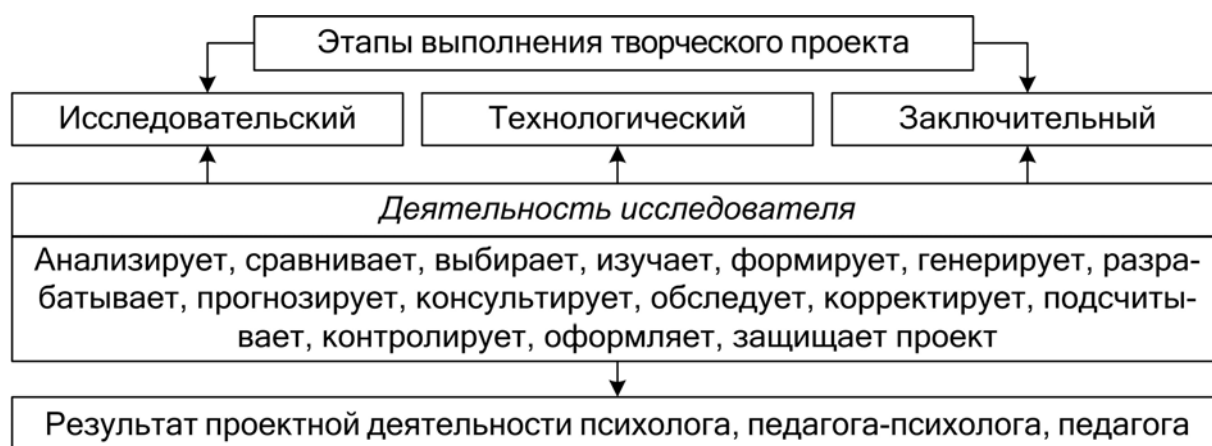 Этапы выполнения творческого проекта
Исследовательский
Технологический
Заключительный
Деятельность исследователя
Анализирует, сравнивает, выбирает, изучает, формирует, генерирует, разра-
батывает, прогнозирует, консультирует, обследует, корректирует, подсчиты-
вает, контролирует, оформляет, защищает проект
Результат проектной деятельности психолога, педагога-психолога, педагога